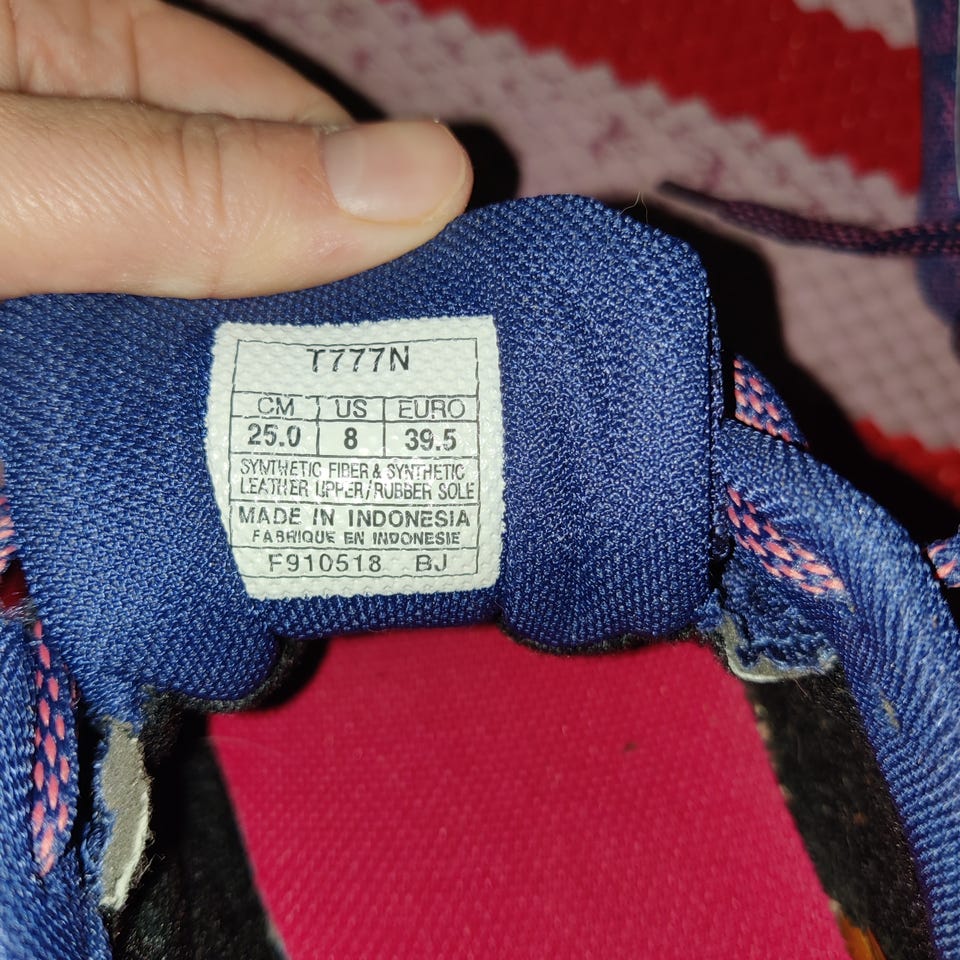 T777N
CM US EURO
25.0 8 39.5
SYNTHETIC FIBER & SYNTHETIC
LEATHER UPPER/RUBBER SOLE
MADE IN INDONESIA
FABRIQUE EN INDONESIE
F910518 BJ